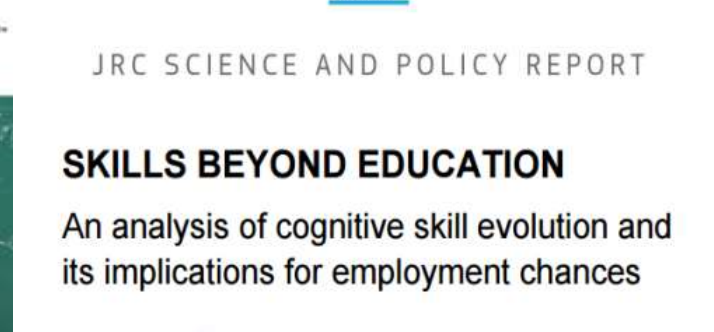 JRC SCIENCE AND POLICY REPORT
SKILLS BEYOND EDUCATION
An analysis of cognitive skill evolution and
its implications for employment chances